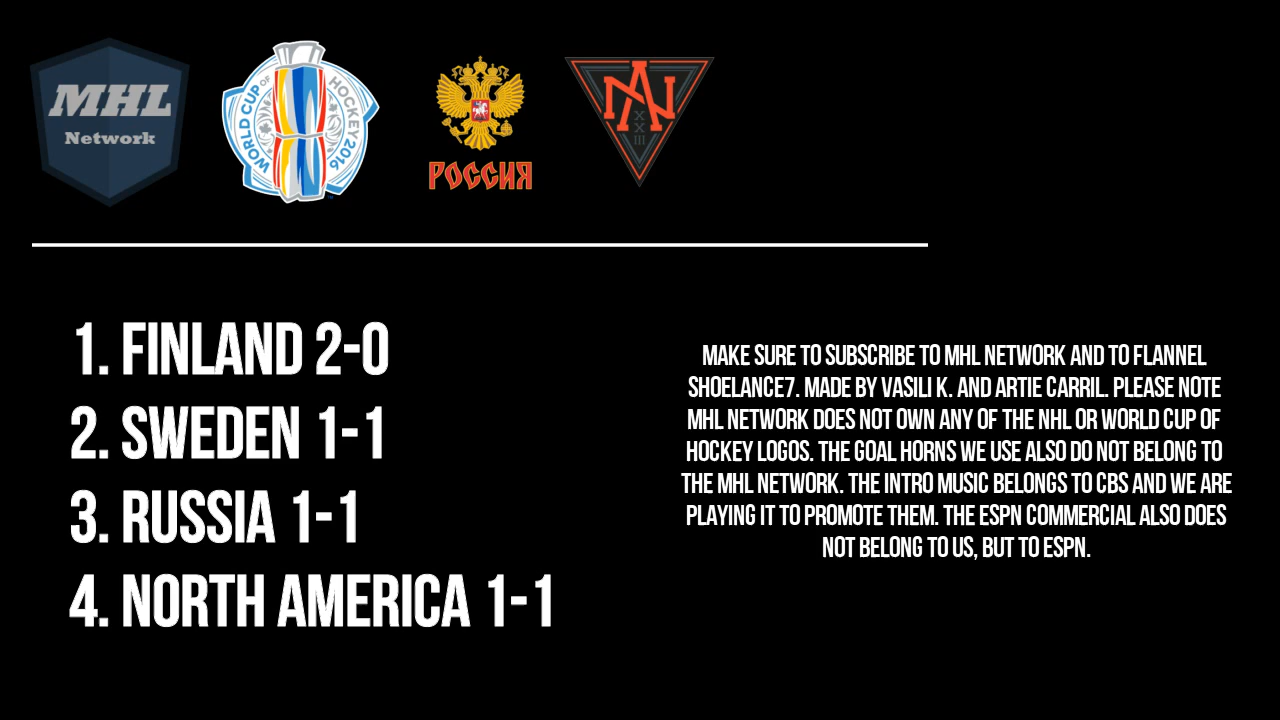 MHL
Network
WORLD CUP OF HOCKEY 2016
РОССИЯ
NA
XXIII
1. FINLAND 2-0
2. SWEDEN 1-1
3. RUSSIA 1-1
4. NORTH AMERICA 1-1
MAKE SURE TO SUBSCRIBE TO MHL NETWORK AND TO FLANNEL
SHOELANCE7. MADE BY VASILI K. AND ARTIE CARRIL. PLEASE NOTE
MHL NETWORK DOES NOT OWN ANY OF THE NHL OR WORLD CUP OF
HOCKEY LOGOS. THE GOAL HORNS WE USE ALSO DO NOT BELONG TO
THE MHL NETWORK. THE INTRO MUSIC BELONGS TO CBS AND WE ARE
PLAYING IT TO PROMOTE THEM. THE ESPN COMMERCIAL ALSO DOES
NOT BELONG TO US, BUT TO ESPN.